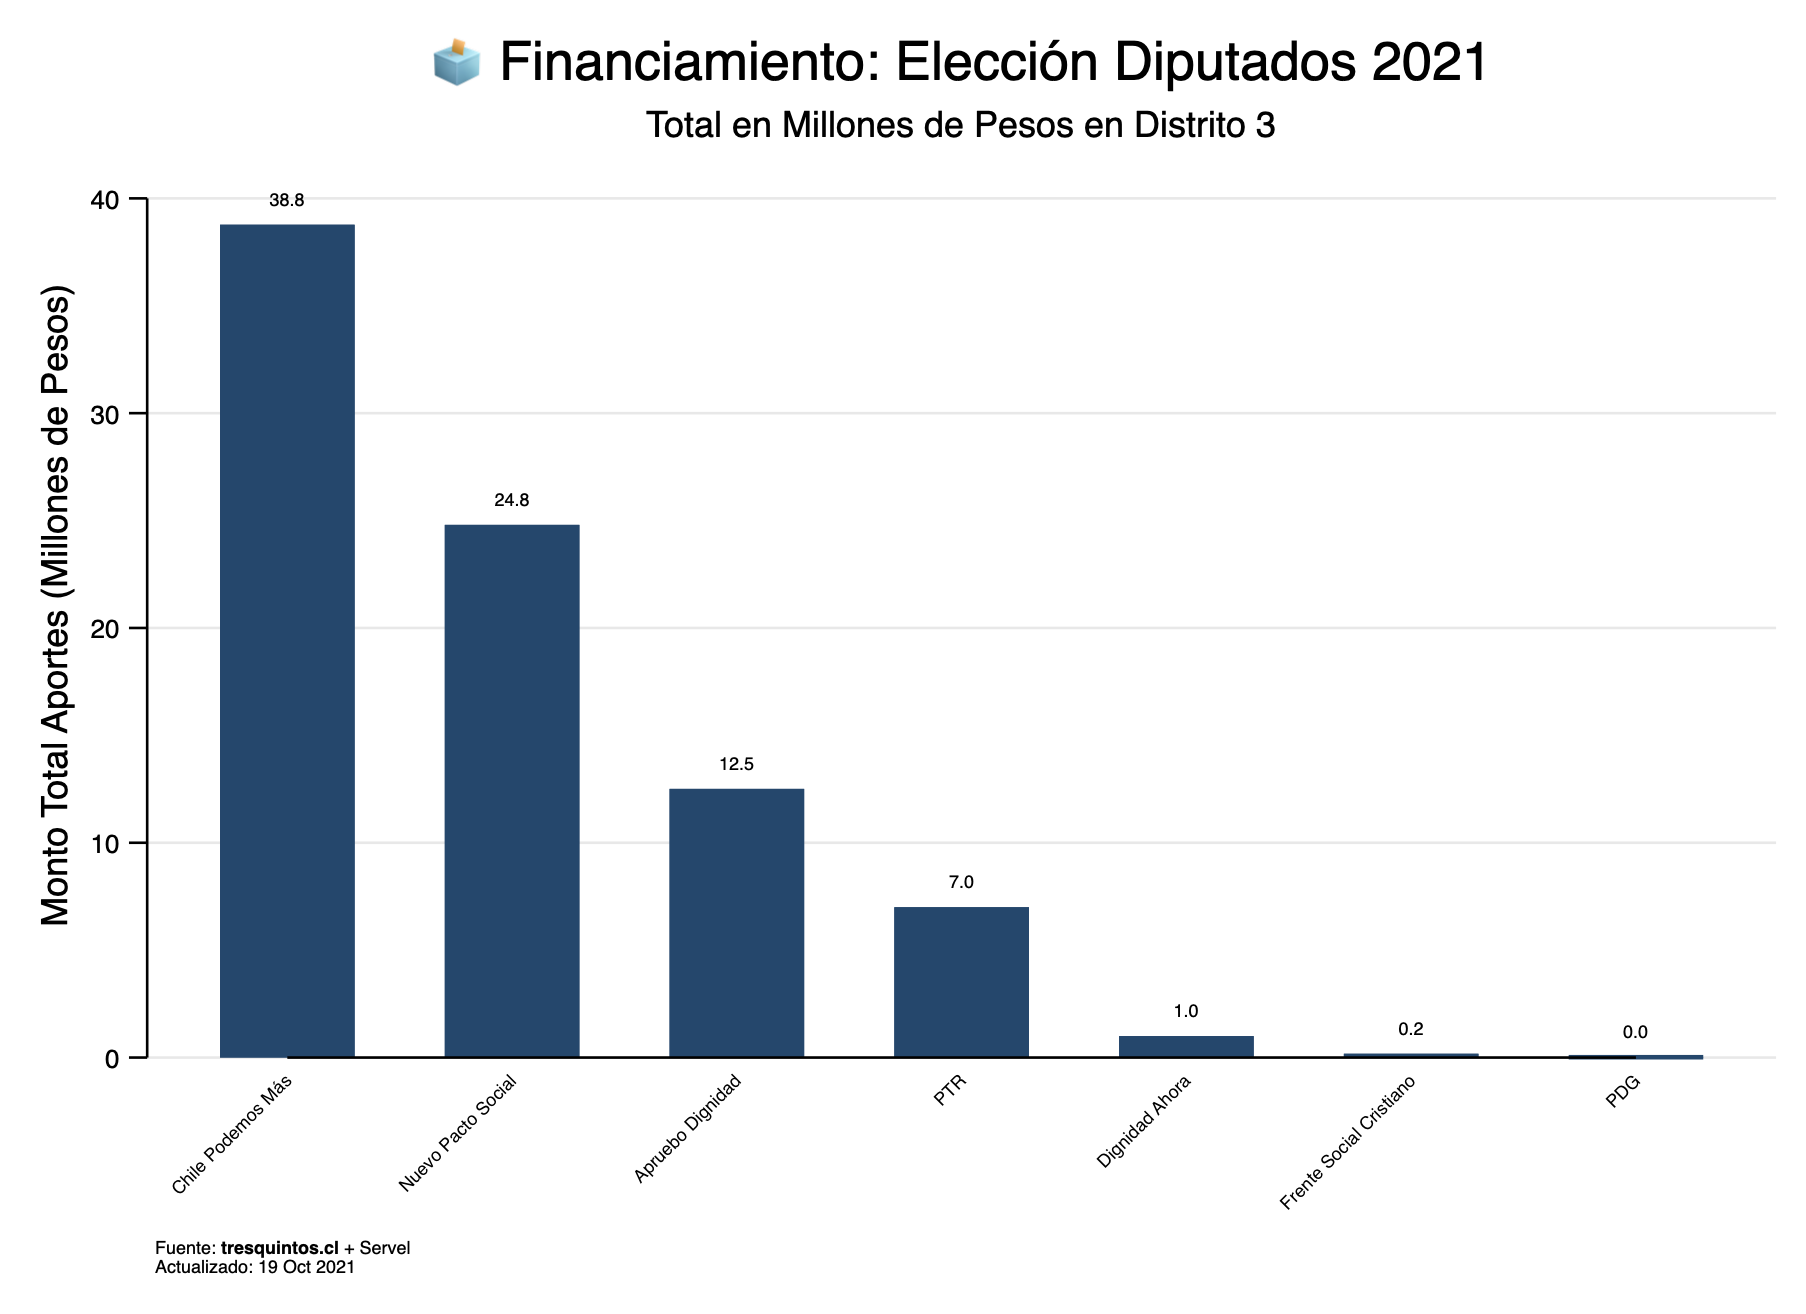 Financiamiento: Elección Diputados 2021
Total en Millones de Pesos en Distrito 3
Monto Total Aportes (Millones de Pesos)
40
30
20
10
0
38.8
24.8
12.5
7.0
1.0
0.2
0.0
Chile Podemos Más
Nuevo Pacto Social
Apruebo Dignidad
PTR
Dignidad Ahora
Frente Social Cristiano
PDG
Fuente: tresquintos.cl + Servel
Actualizado: 19 Oct 2021